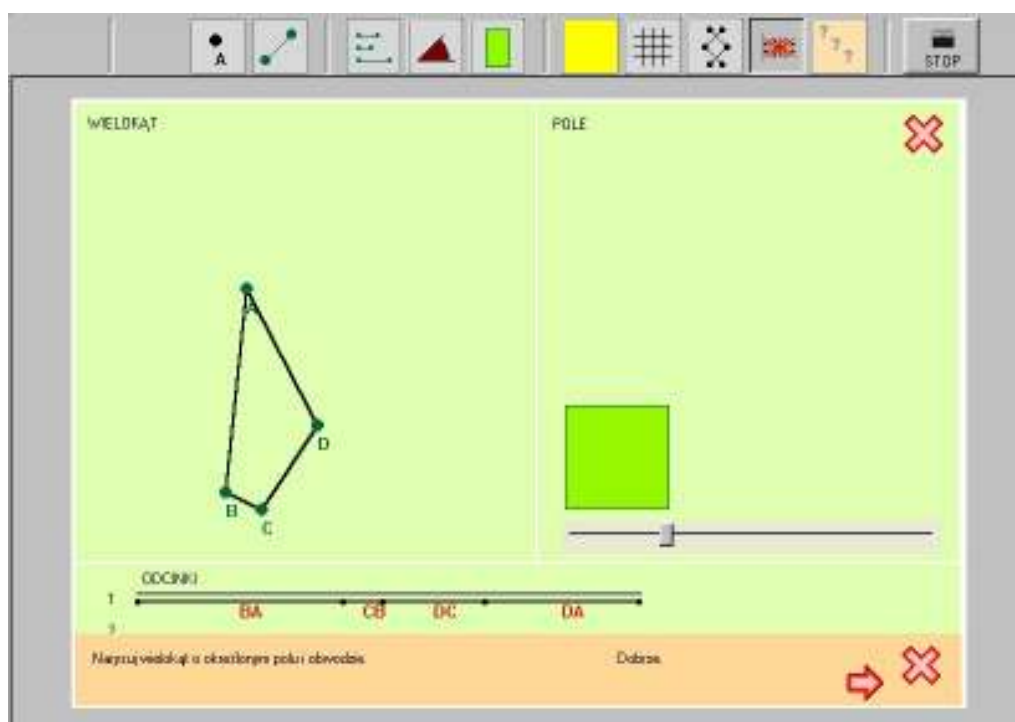 A
? ? ?
STOP
WIELOKĄT
POLE
A
D
B
C
ODCINKI
1
BA CB DC DA
Narysuj wielokąt o określonym polu i obwodzie.
Dobrze.